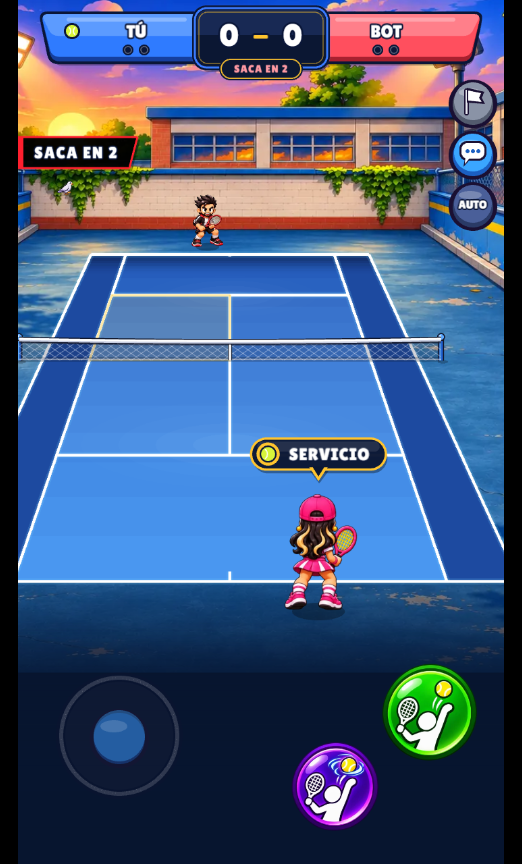 TÚ
0 – 0
BOT
SACA EN 2
SACA EN 2
AUTO
SERVICIO